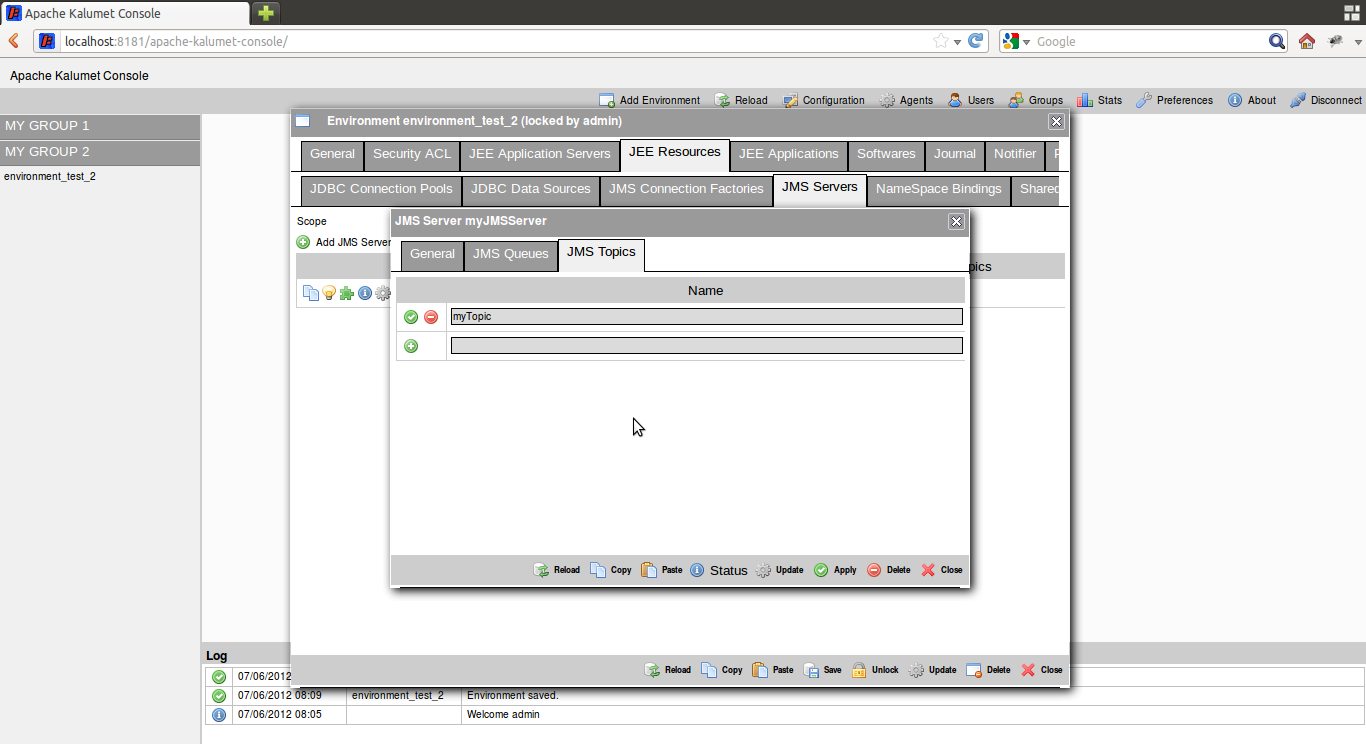 Apache Kalumet Console
localhost:8181/apache-kalumet-console/
Google
Apache Kalumet Console
Add Environment Reload Configuration Agents Users Groups Stats Preferences About Disconnect
MY GROUP 1
MY GROUP 2
environment_test_2
Environment environment_test_2 (locked by admin)
General Security ACL JEE Application Servers JEE Resources JEE Applications Softwares Journal Notifier
JDBC Connection Pools JDBC Data Sources JMS Connection Factories JMS Servers NameSpace Bindings Shared
Scope
Add JMS Server
pics
JMS Server myJMSServer
General JMS Queues JMS Topics
Name
myTopic
Reload Copy Paste Status Update Apply Delete Close
Reload Copy Paste Save Unlock Update Delete Close
Log
07/06/2012
07/06/2012 08:09 environment_test_2 Environment saved.
07/06/2012 08:05 Welcome admin